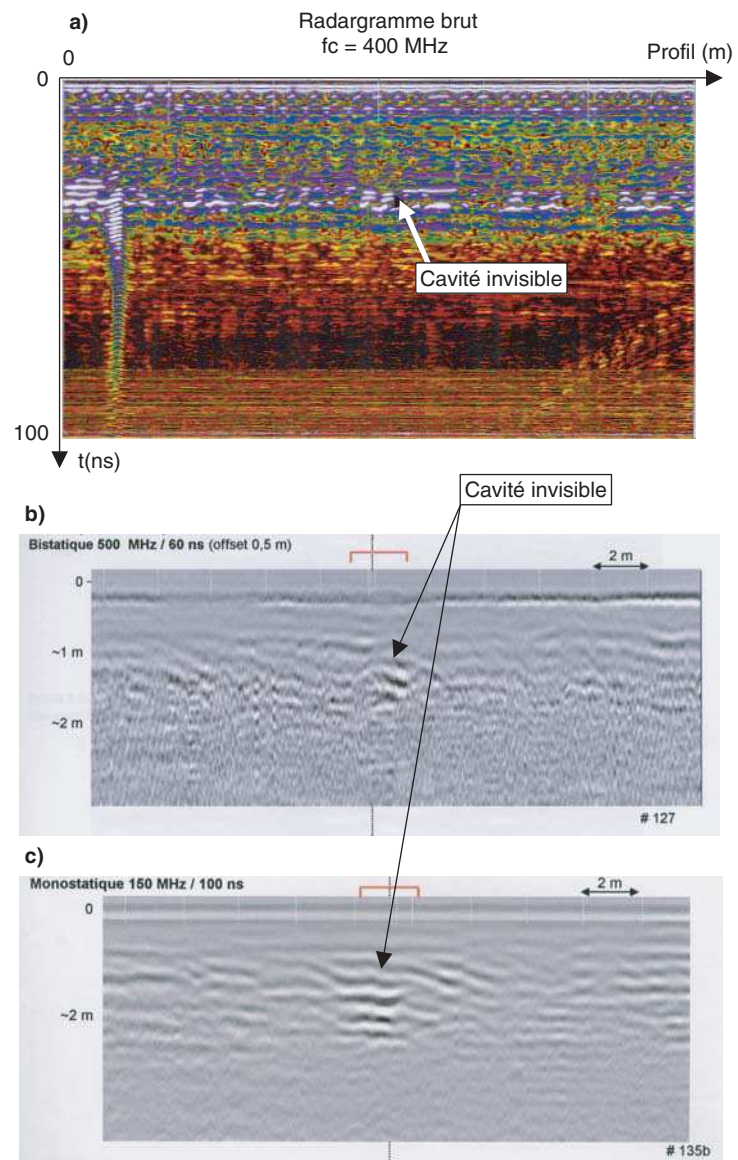 a)
Radargramme brut
fc = 400 MHz
0
Profil (m)
0
Cavité invisible
100
t(ns)
Cavité invisible
b)
Bistatique 500 MHz / 60 ns (offset 0,5 m)
2 m
0
~1 m
~2 m
# 127
c)
Monostatique 150 MHz / 100 ns
2 m
0
~2 m
# 135b